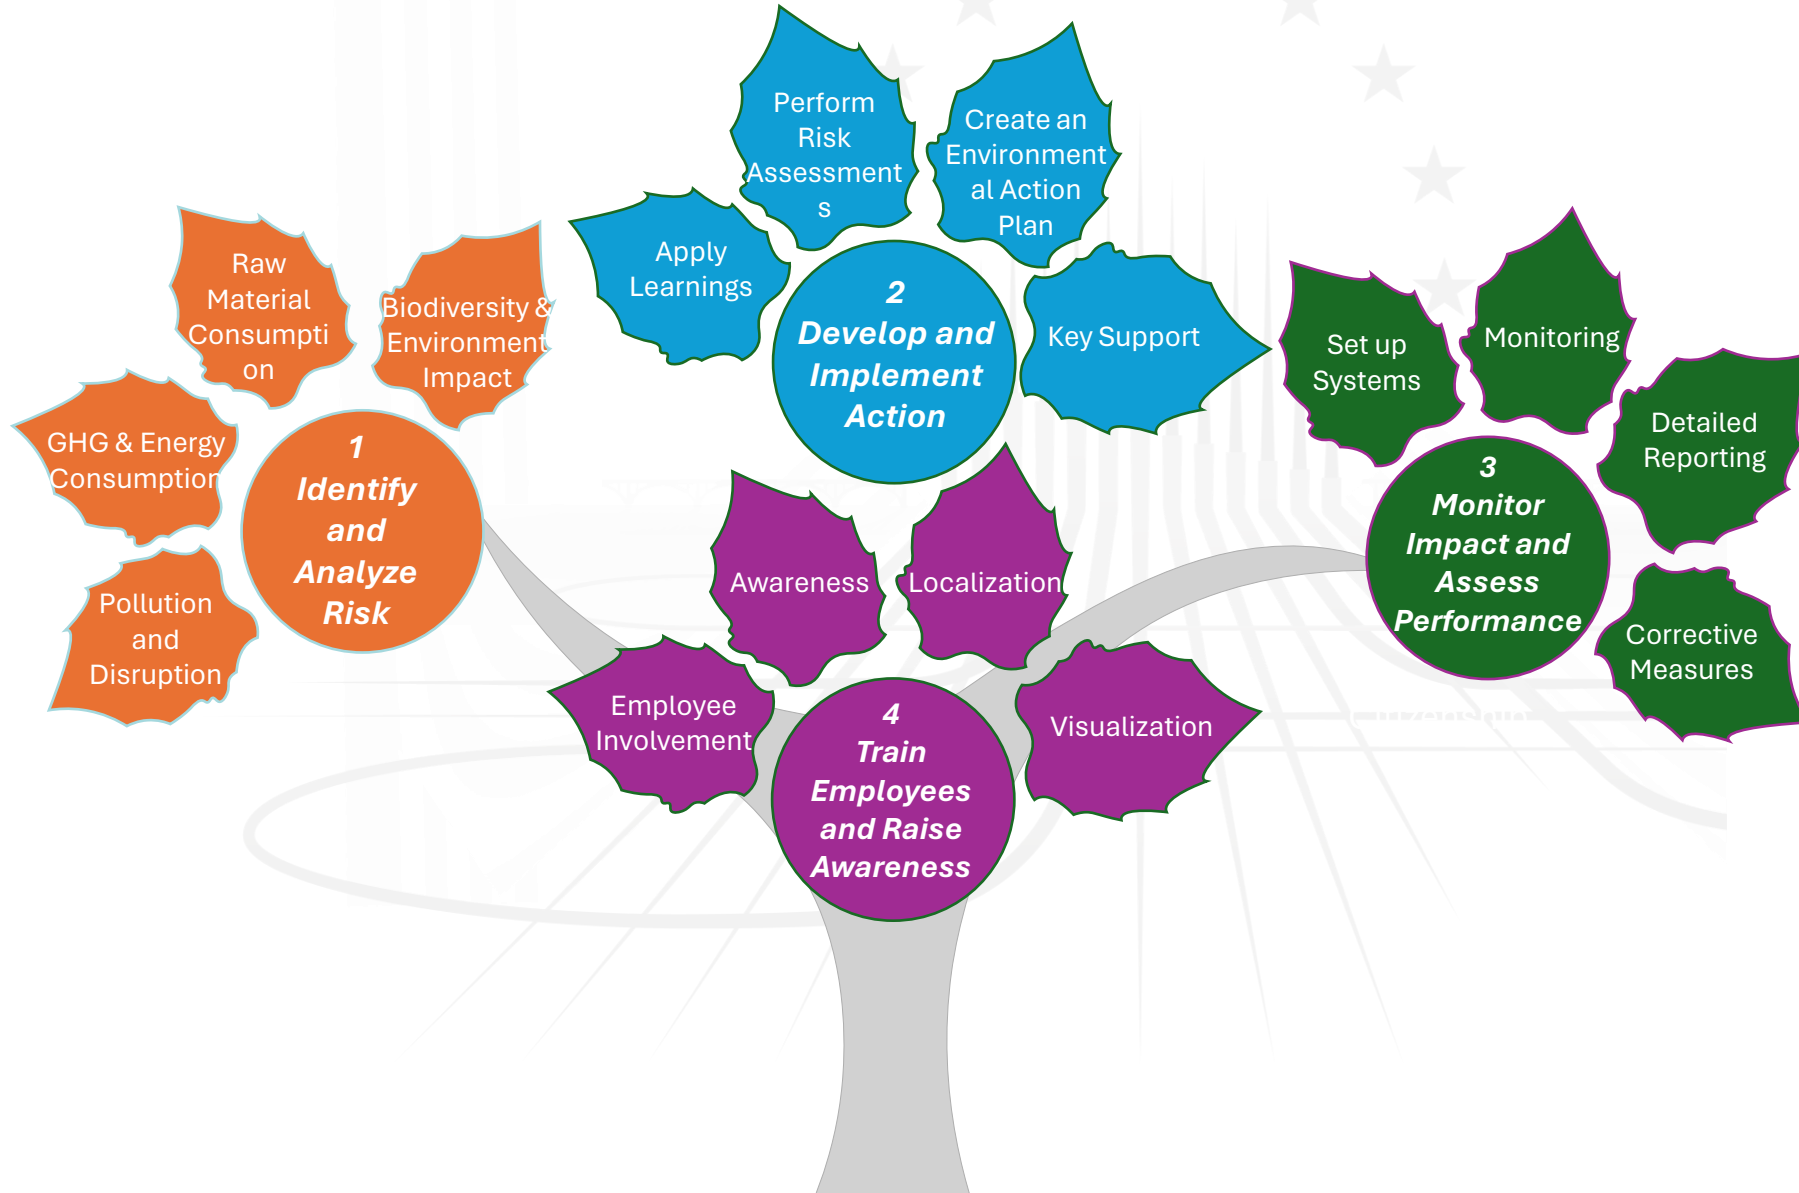 Perform
Risk
Assessment
s
Create an
Environment
al Action
Plan
Apply
Learnings
Key Support
2
Develop and
Implement
Action
Raw
Material
Consumpti
on
Biodiversity &
Environment
Impact
GHG & Energy
Consumption
Pollution
and
Disruption
1
Identify
and
Analyze
Risk
Set up
Systems
Monitoring
Detailed
Reporting
Corrective
Measures
3
Monitor
Impact and
Assess
Performance
Awareness
Localization
Employee
Involvement
Visualization
4
Train
Employees
and Raise
Awareness
Citizenship